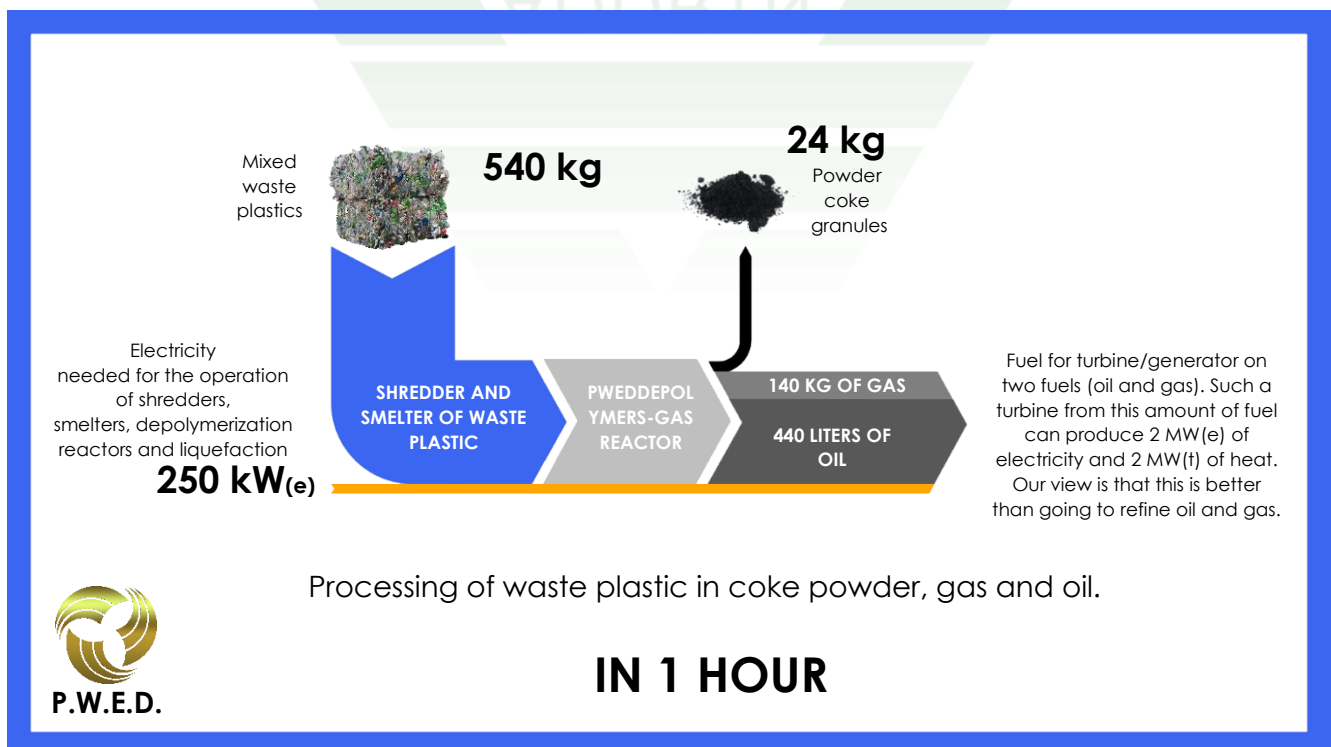 Mixed
waste
plastics
540 kg
24 kg
Powder
coke
granules
Electricity
needed for the operation
of shredders,
smelters, depolymerization
reactors and liquefaction
250 kW(e)
SHREDDER AND
SMELTER OF WASTE
PLASTIC
PWEDDEPOL
YMERS-GAS
REACTOR
140 KG OF GAS
440 LITERS OF
OIL
Fuel for turbine/generator on
two fuels (oil and gas). Such a
turbine from this amount of fuel
can produce 2 MW(e) of
electricity and 2 MW(t) of heat.
Our view is that this is better
than going to refine oil and gas.
Processing of waste plastic in coke powder, gas and oil.
IN 1 HOUR
P.W.E.D.